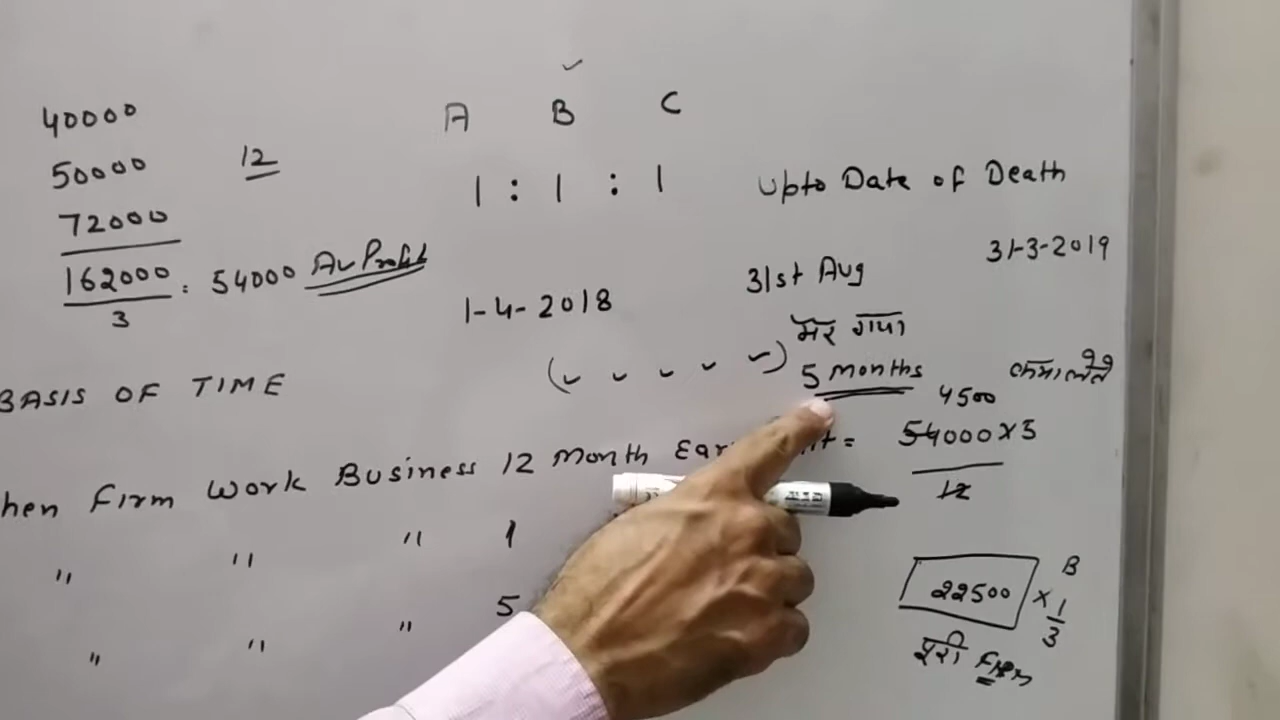 40000
50000
72000
162000
3
= 54000 Av Profit
12
A B C
1 : 1 : 1
Upto Date of Death
1-4-2018
31st Aug
31-3-2019
मर गया
5 Months
BASIS OF TIME
4500
hen Firm Work Business 12 Month Ear
= 54000 x 5
12
" " " 1
" " " 5
22500 x 1/3
B
पूरी Firm